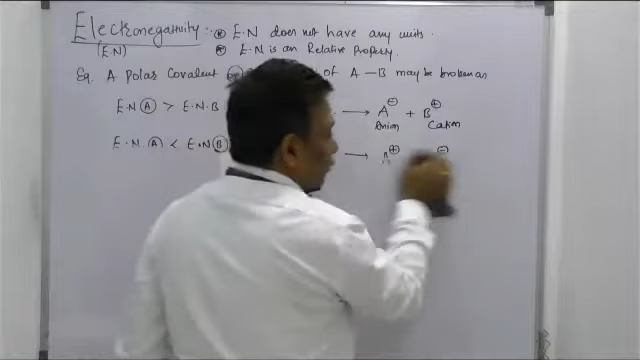 Electronegativity :- * E·N does not have any units.
(E·N) * E·N is an Relative Property.
Eg. A Polar Covalent of A—B may be broken as
E·N (A) > E·N·B → A⊖ + B⊕
Anion Cation
E·N·(A) < E·N(B) → A⊕ ⊖